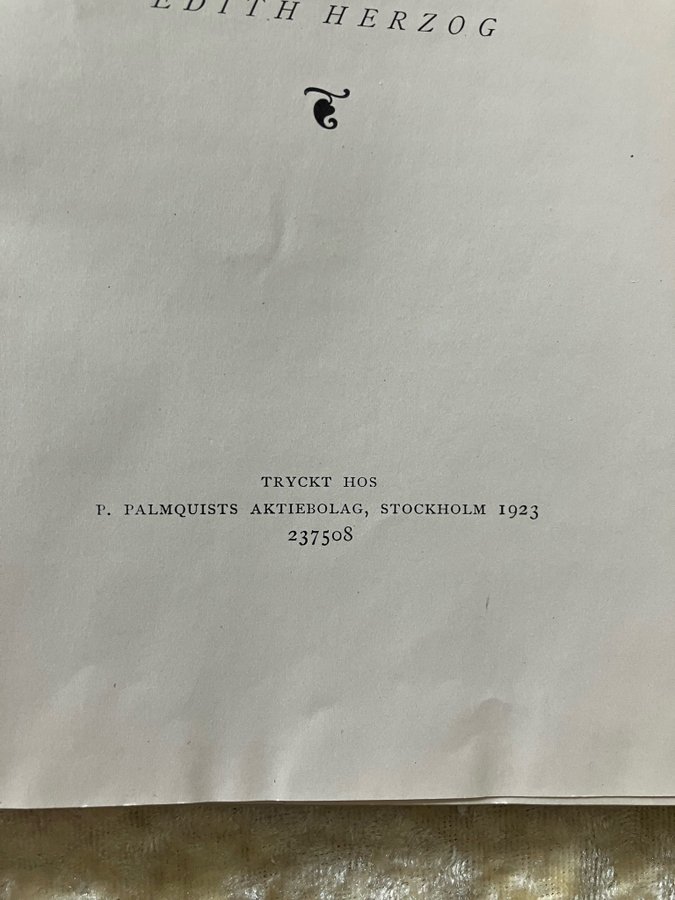 EDITH HERZOG
TRYCKT HOS
P. PALMQUISTS AKTIEBOLAG, STOCKHOLM 1923
237508